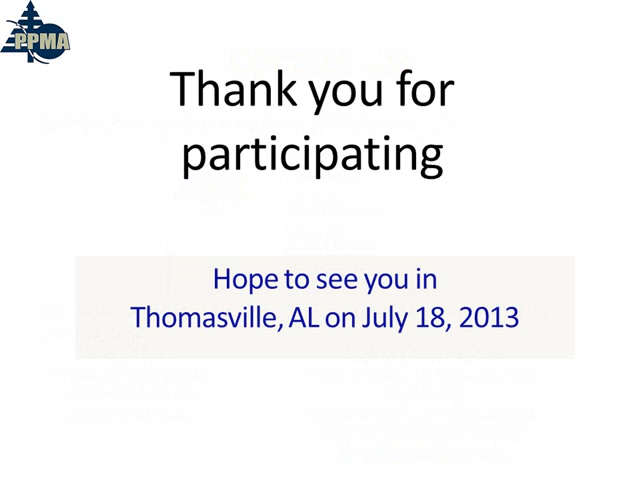 PPMA
Thank you for
participating
Hope to see you in
Thomasville, AL on July 18, 2013